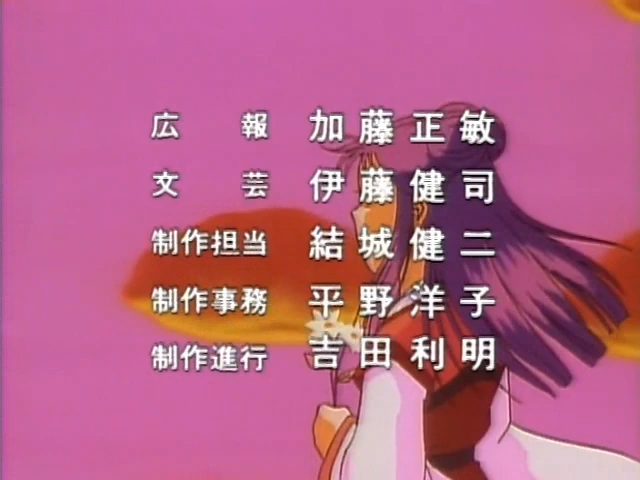 広報 加藤正敏
文芸 伊藤健司
制作担当 結城健二
制作事務 平野洋子
制作進行 吉田利明